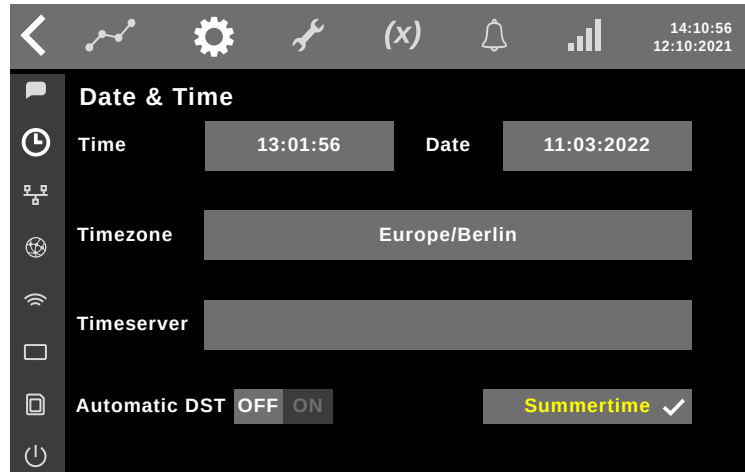 (x)
14:10:56
12:10:2021
Date & Time
Time 13:01:56 Date 11:03:2022
Timezone Europe/Berlin
Timeserver
Automatic DST OFF ON Summertime